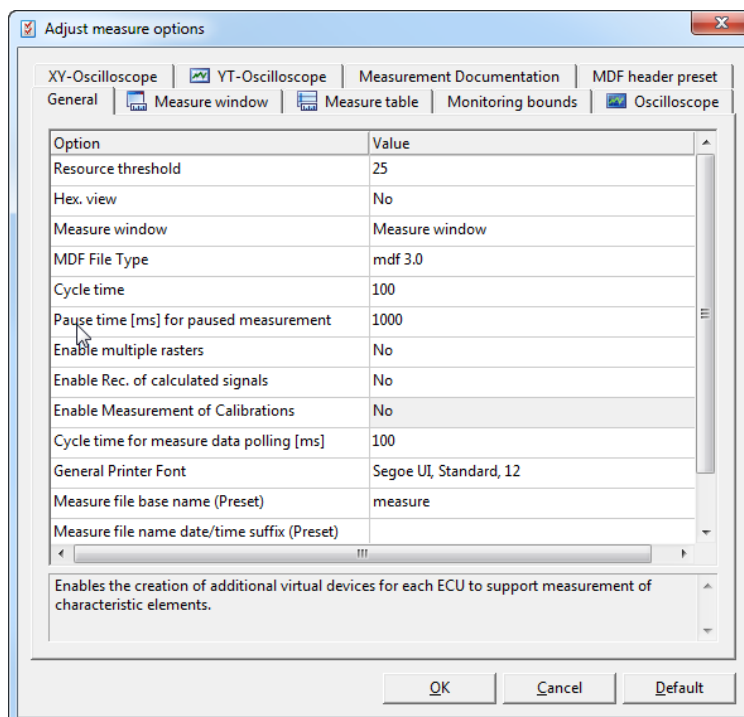 Adjust measure options
XY-Oscilloscope YT-Oscilloscope Measurement Documentation MDF header preset
General Measure window Measure table Monitoring bounds Oscilloscope
Option Value
Resource threshold 25
Hex. view No
Measure window Measure window
MDF File Type mdf 3.0
Cycle time 100
Pause time [ms] for paused measurement 1000
Enable multiple rasters No
Enable Rec. of calculated signals No
Enable Measurement of Calibrations No
Cycle time for measure data polling [ms] 100
General Printer Font Segoe UI, Standard, 12
Measure file base name (Preset) measure
Measure file name date/time suffix (Preset)
Enables the creation of additional virtual devices for each ECU to support measurement of
characteristic elements.
OK Cancel Default